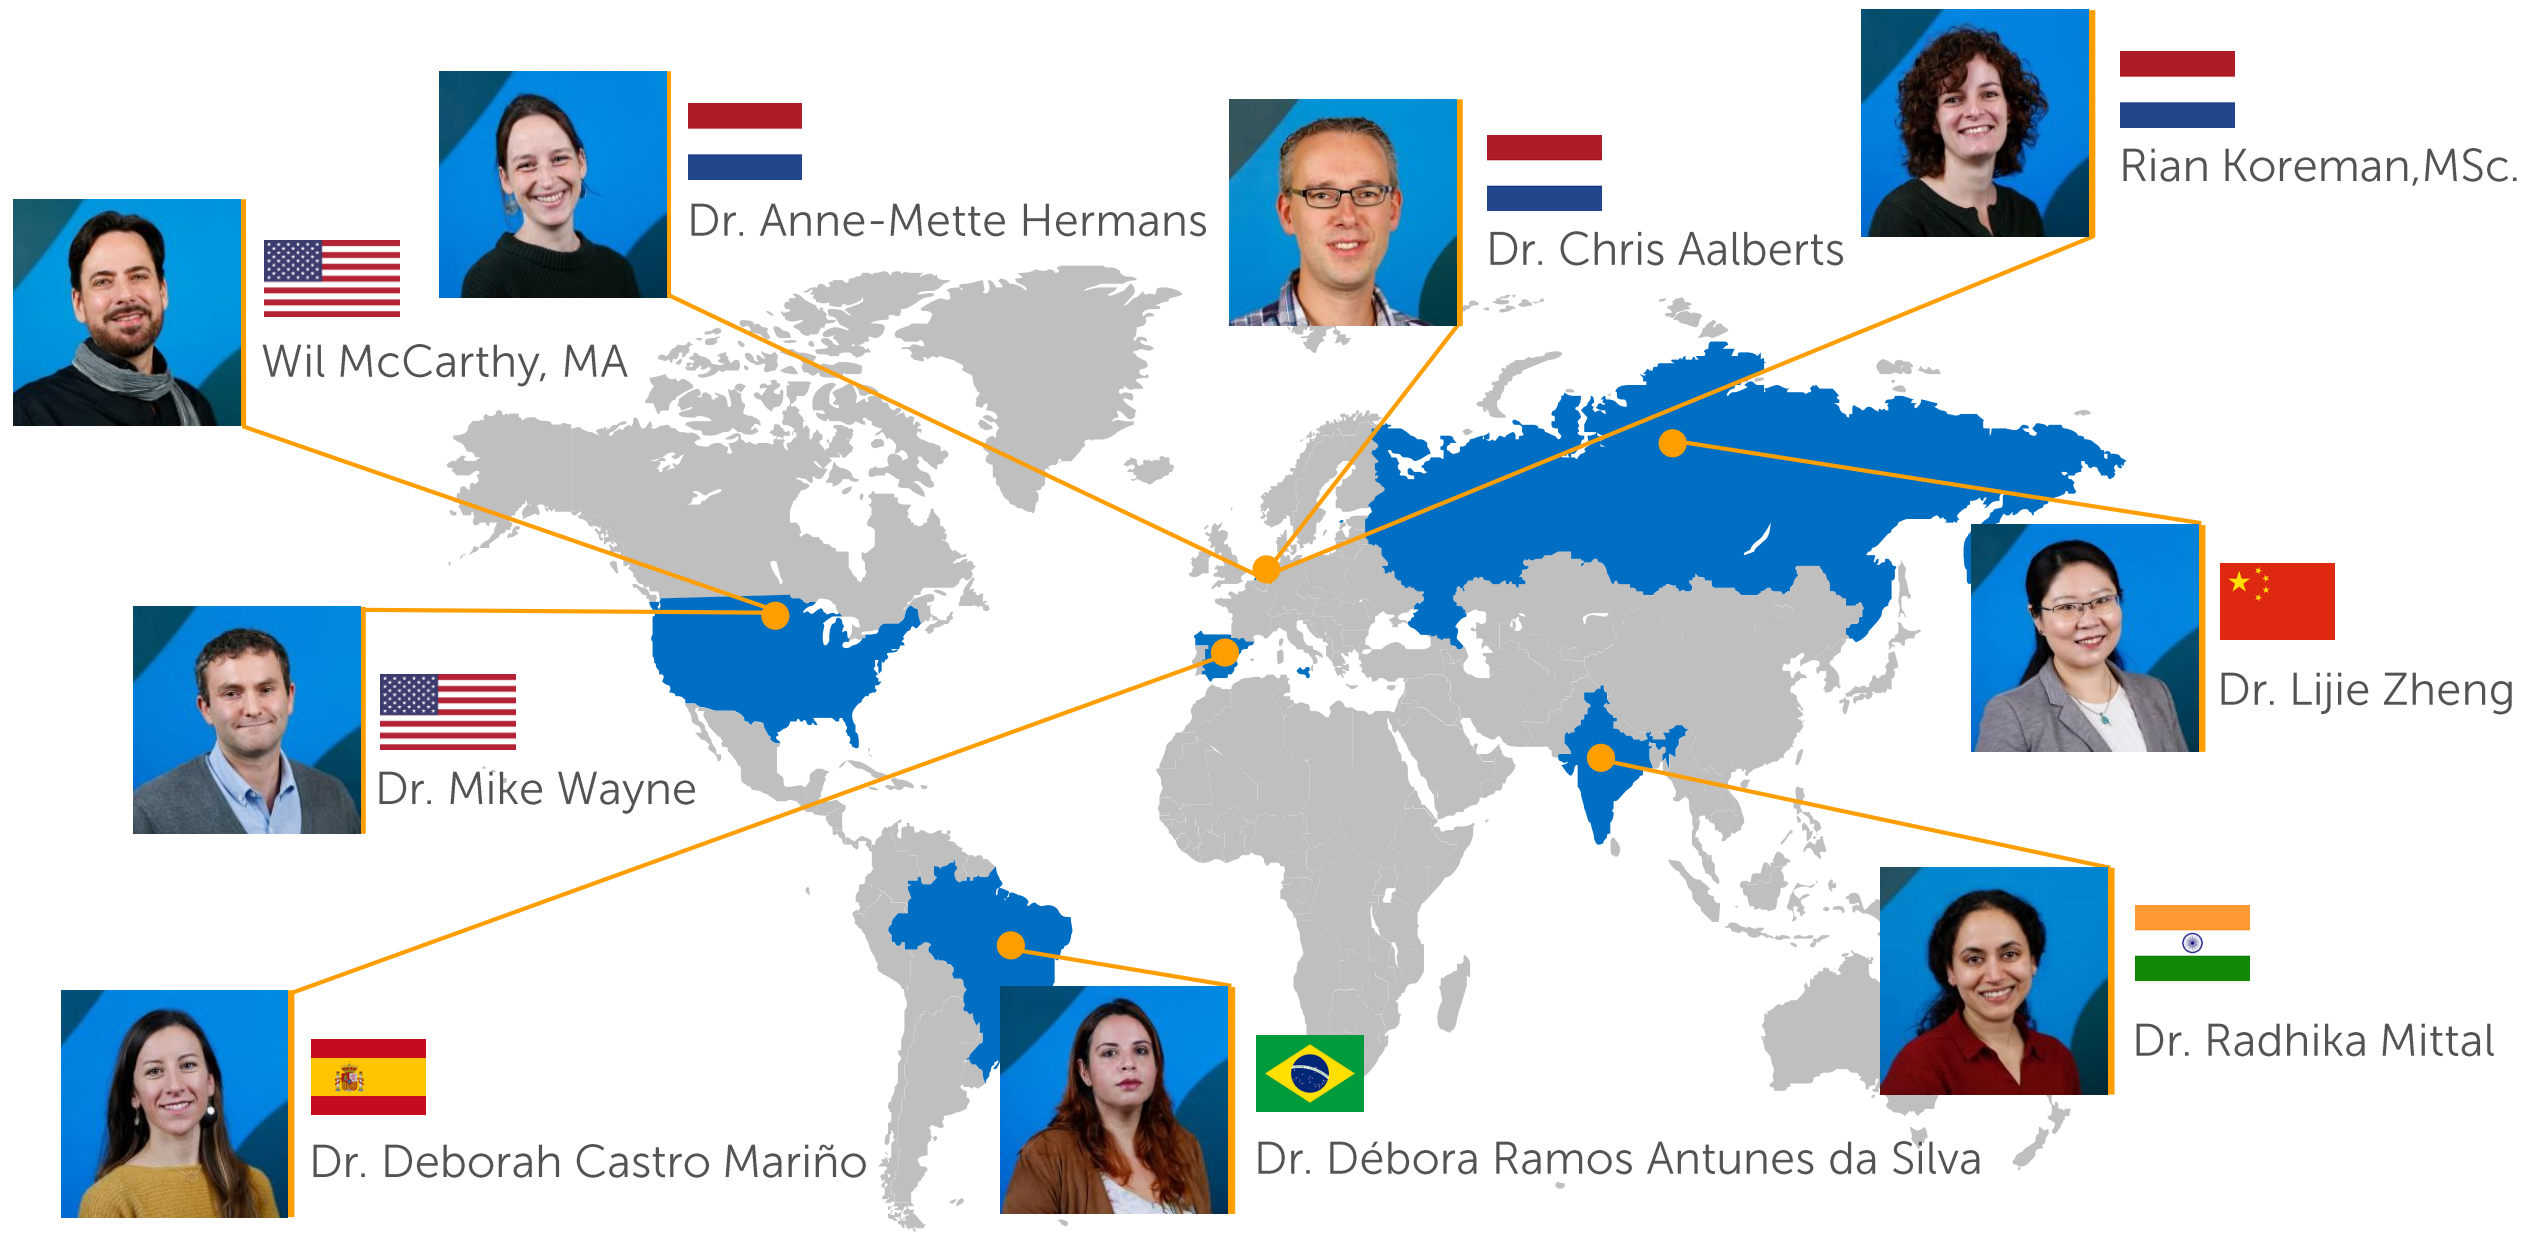 Rian Koreman,MSc.
Dr. Anne-Mette Hermans
Dr. Chris Aalberts
Wil McCarthy, MA
Dr. Lijie Zheng
Dr. Mike Wayne
Dr. Radhika Mittal
Dr. Deborah Castro Mariño
Dr. Débora Ramos Antunes da Silva